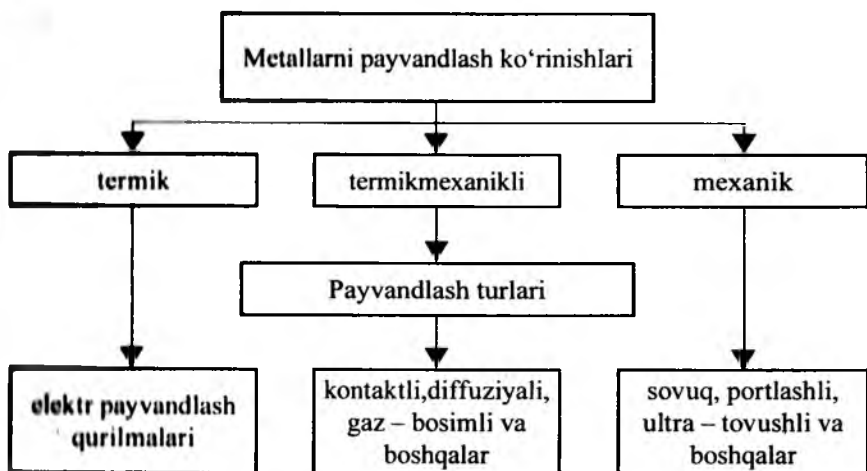 Metallarni payvandlash ko‘rinishlari
termik
termikmexanikli
mexanik
Payvandlash turlari
elektr payvandlash
qurilmalari
kontaktli,diffuziyali,
gaz – bosimli va
boshqalar
sovuq, portlashli,
ultra – tovushli va
boshqalar